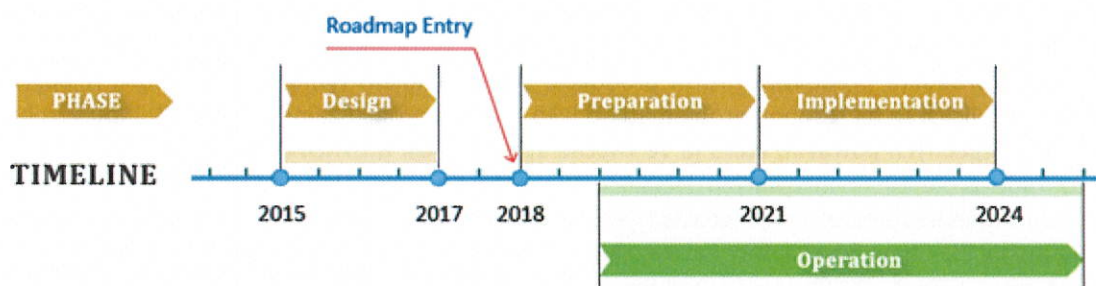 Roadmap Entry
PHASE
Design
Preparation
Implementation
TIMELINE
2015
2017
2018
2021
2024
Operation